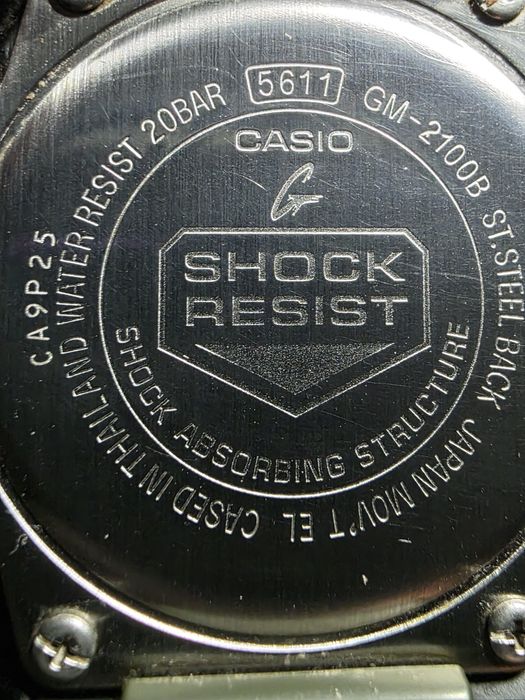 5611 GM-2100B ST.STEEL BACK JAPAN MOV'T EL CASED IN THAILAND WATER RESIST 20BAR
CASIO
G
SHOCK
RESIST
SHOCK ABSORBING STRUCTURE
CA9P25